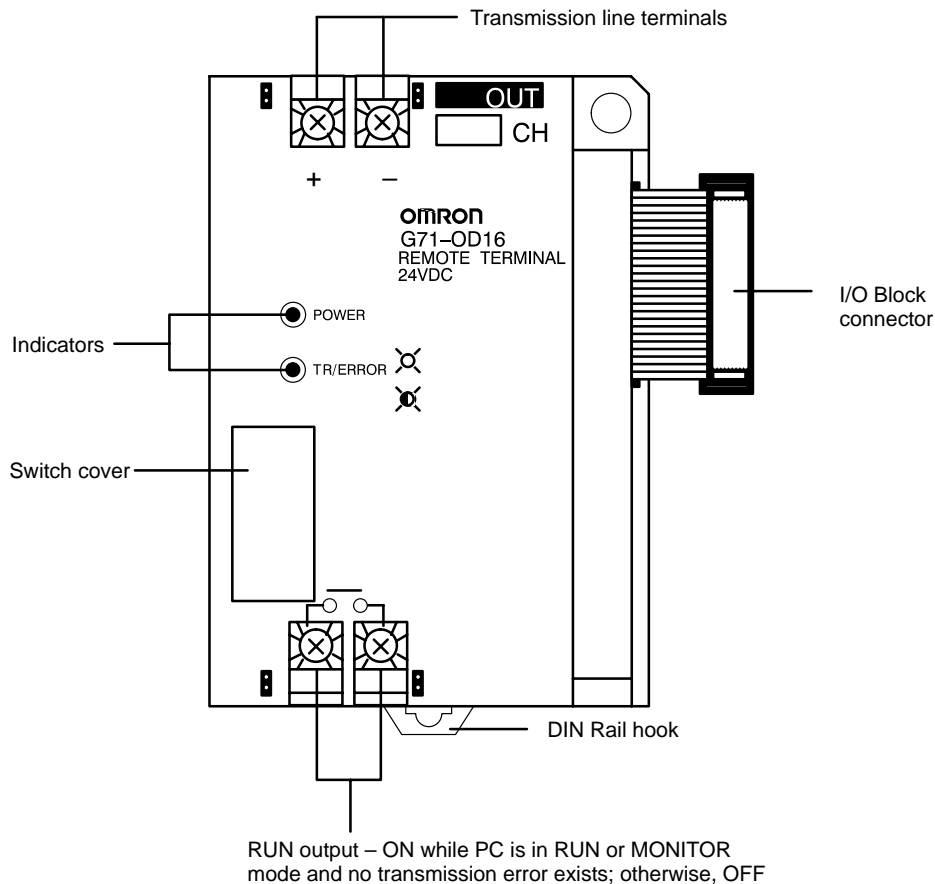 Transmission line terminals
OUT
CH
+ −
OMRON
G71–OD16
REMOTE TERMINAL
24VDC
I/O Block
connector
POWER
Indicators
TR/ERROR
Switch cover
DIN Rail hook
RUN output – ON while PC is in RUN or MONITOR
mode and no transmission error exists; otherwise, OFF